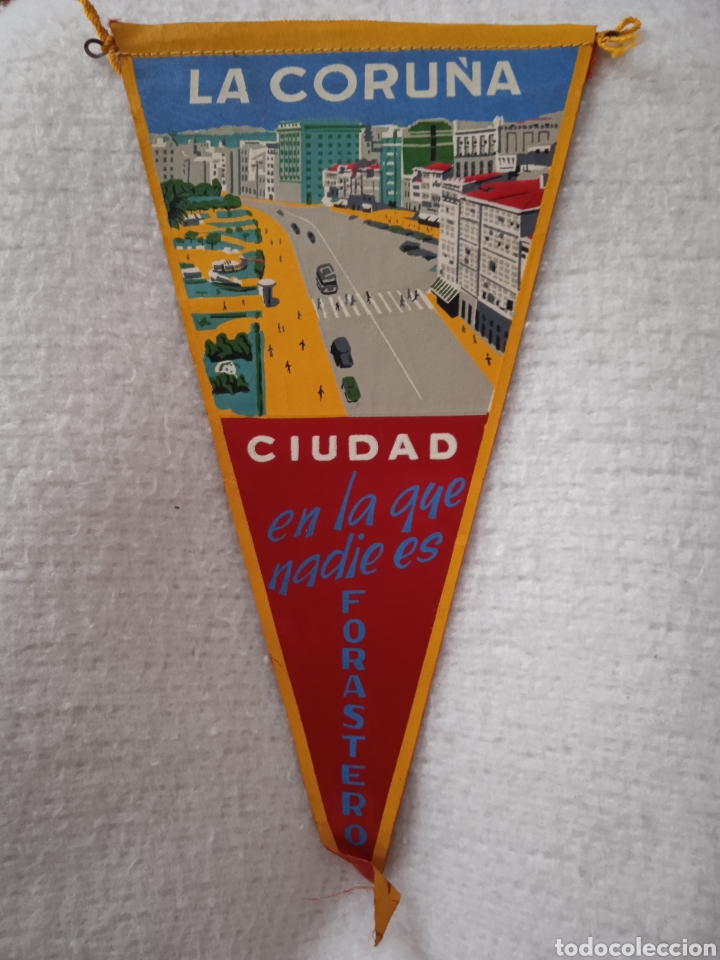 LA CORUÑA
CIUDAD
en la que
nadie es
FORASTERO
todocoleccion